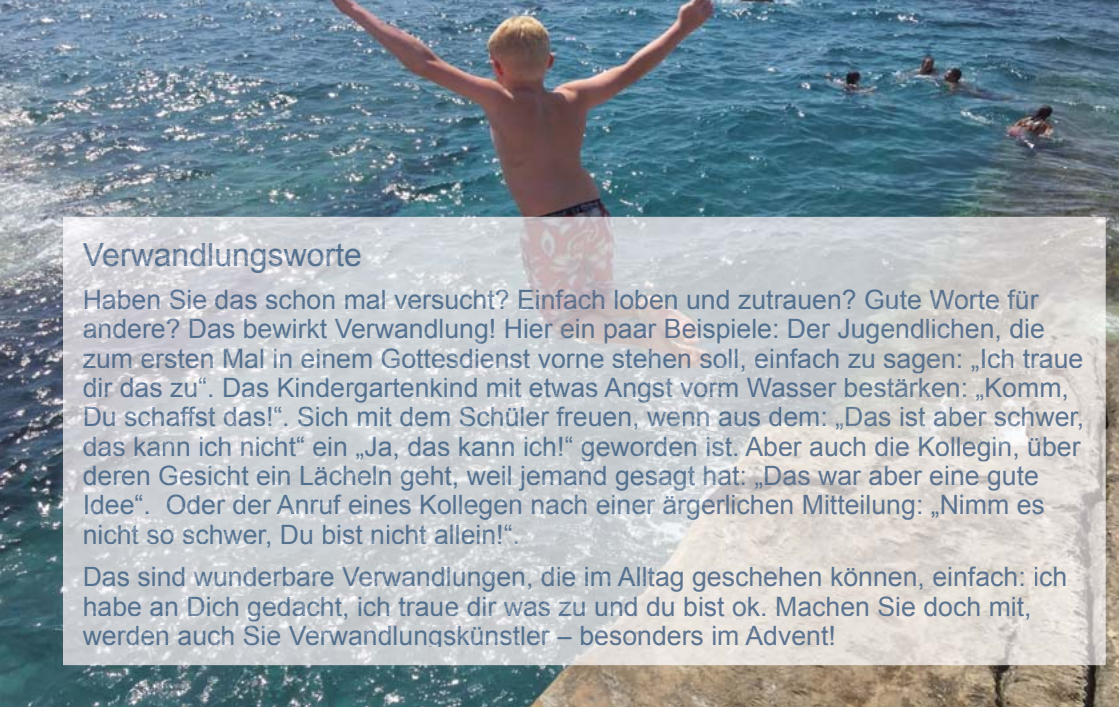 Verwandlungsworte
Haben Sie das schon mal versucht? Einfach loben und zutrauen? Gute Worte für
andere? Das bewirkt Verwandlung! Hier ein paar Beispiele: Der Jugendlichen, die
zum ersten Mal in einem Gottesdienst vorne stehen soll, einfach zu sagen: „Ich traue
dir das zu“. Das Kindergartenkind mit etwas Angst vorm Wasser bestärken: „Komm,
Du schaffst das!“. Sich mit dem Schüler freuen, wenn aus dem: „Das ist aber schwer,
das kann ich nicht“ ein „Ja, das kann ich!“ geworden ist. Aber auch die Kollegin, über
deren Gesicht ein Lächeln geht, weil jemand gesagt hat: „Das war aber eine gute
Idee“.  Oder der Anruf eines Kollegen nach einer ärgerlichen Mitteilung: „Nimm es
nicht so schwer, Du bist nicht allein!“.
Das sind wunderbare Verwandlungen, die im Alltag geschehen können, einfach: ich
habe an Dich gedacht, ich traue dir was zu und du bist ok. Machen Sie doch mit,
werden auch Sie Verwandlungskünstler – besonders im Advent!